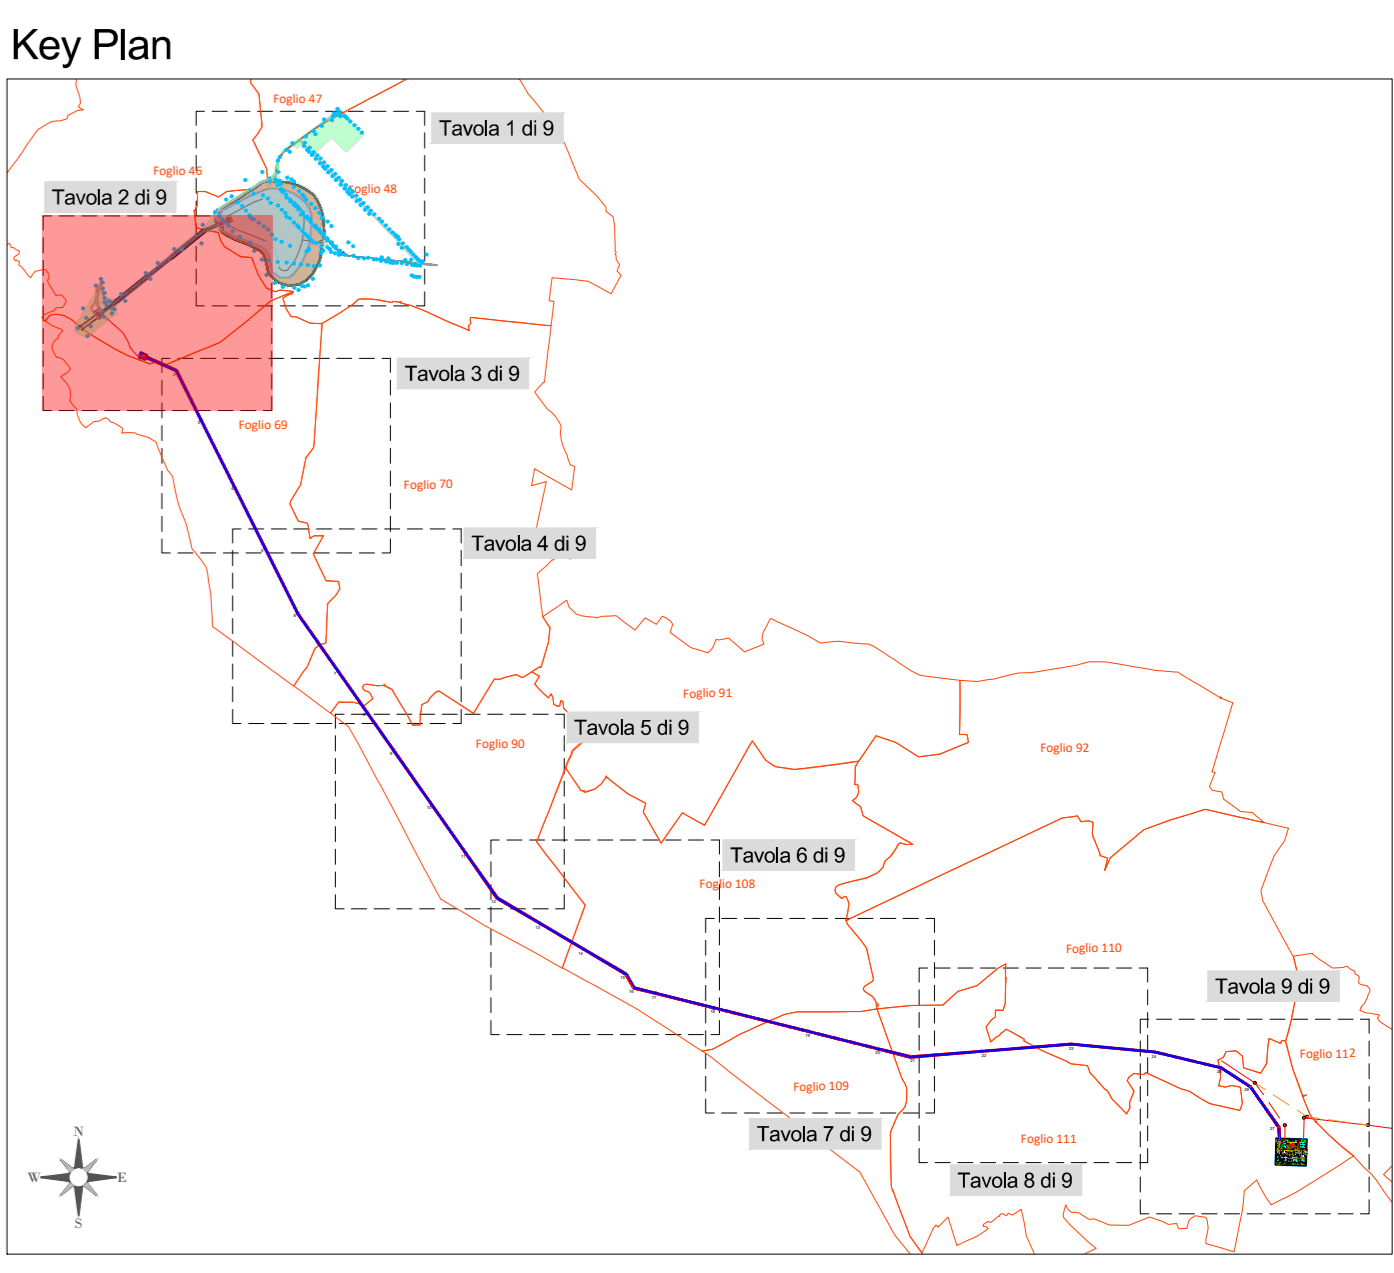 Key Plan
Foglio 47
Tavola 1 di 9
Foglio 46
Foglio 48
Tavola 2 di 9
Tavola 3 di 9
Foglio 69
Foglio 70
Tavola 4 di 9
Foglio 91
Tavola 5 di 9
Foglio 90
Foglio 92
Tavola 6 di 9
Foglio 108
Foglio 110
Tavola 9 di 9
Foglio 112
Foglio 109
Tavola 7 di 9
Foglio 111
Tavola 8 di 9
N
W
E
S